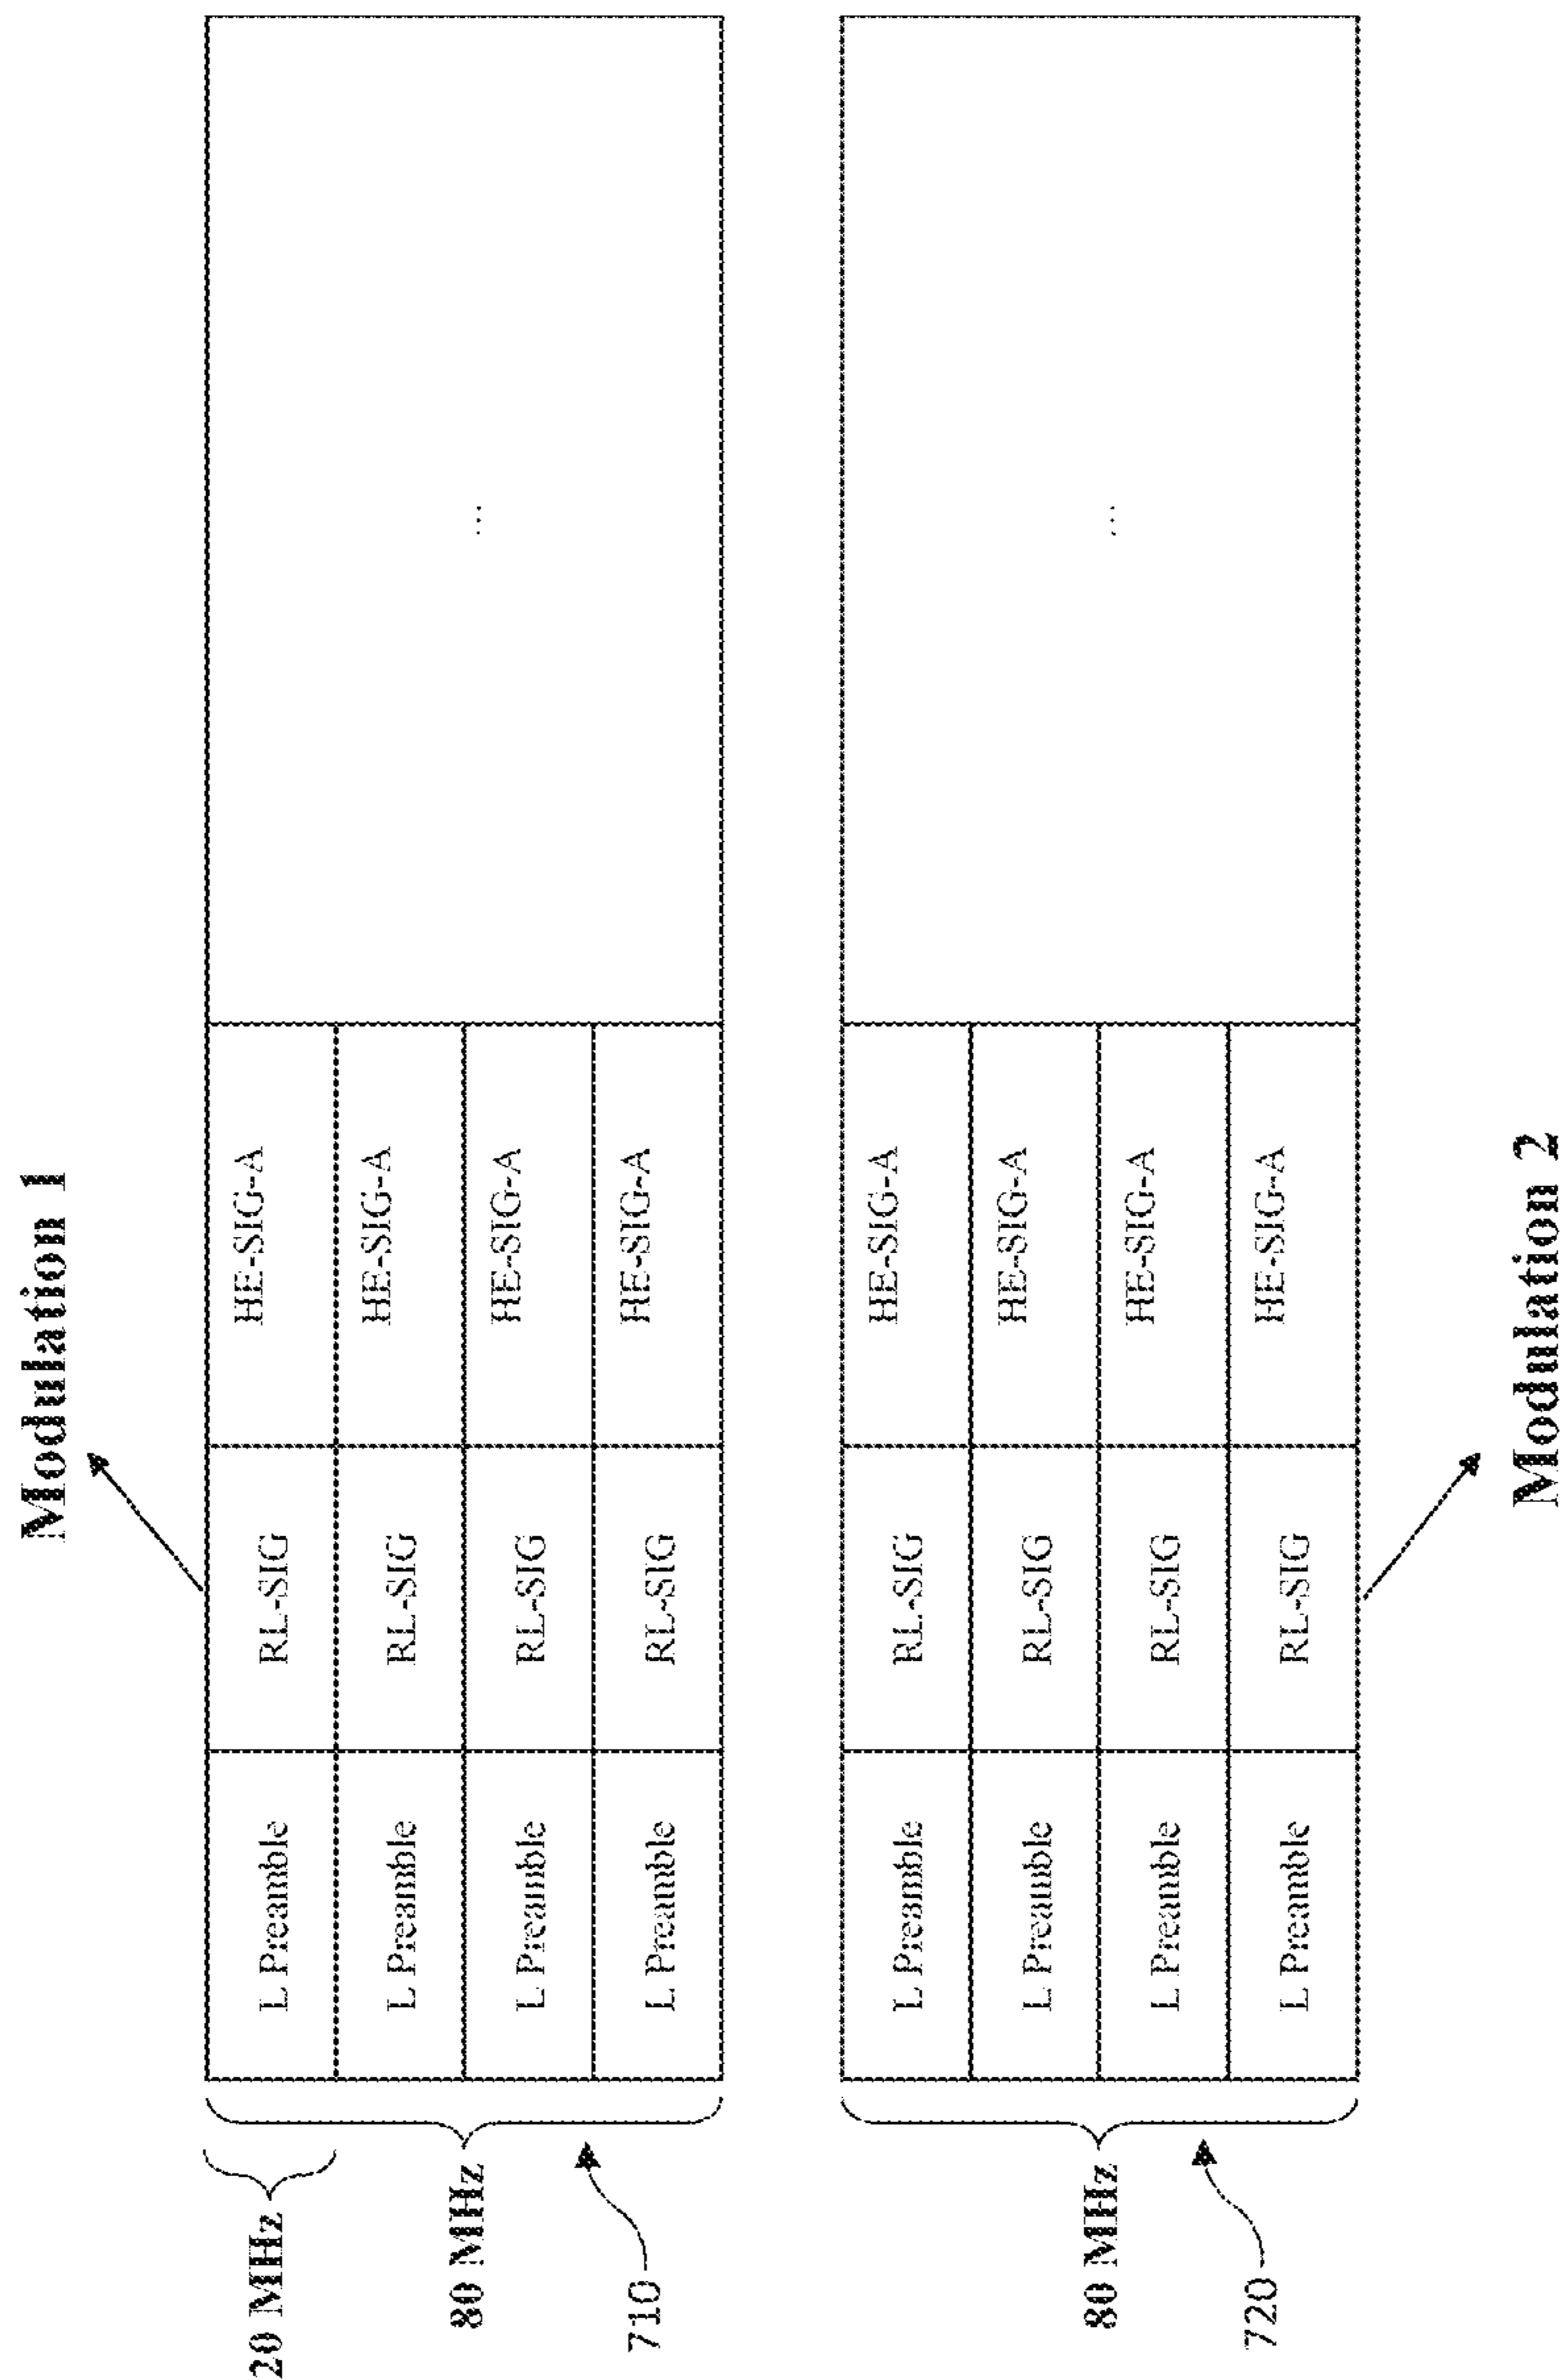 Modulation 1
20 MHz
80 MHz
710
L Preamble RL-SIG HE-SIG-A
L Preamble RL-SIG HE-SIG-A
L Preamble RL-SIG HE-SIG-A
L Preamble RL-SIG HE-SIG-A
...
80 MHz
720
L Preamble RL-SIG HE-SIG-A
L Preamble RL-SIG HE-SIG-A
L Preamble RL-SIG HE-SIG-A
L Preamble RL-SIG HE-SIG-A
...
Modulation 2